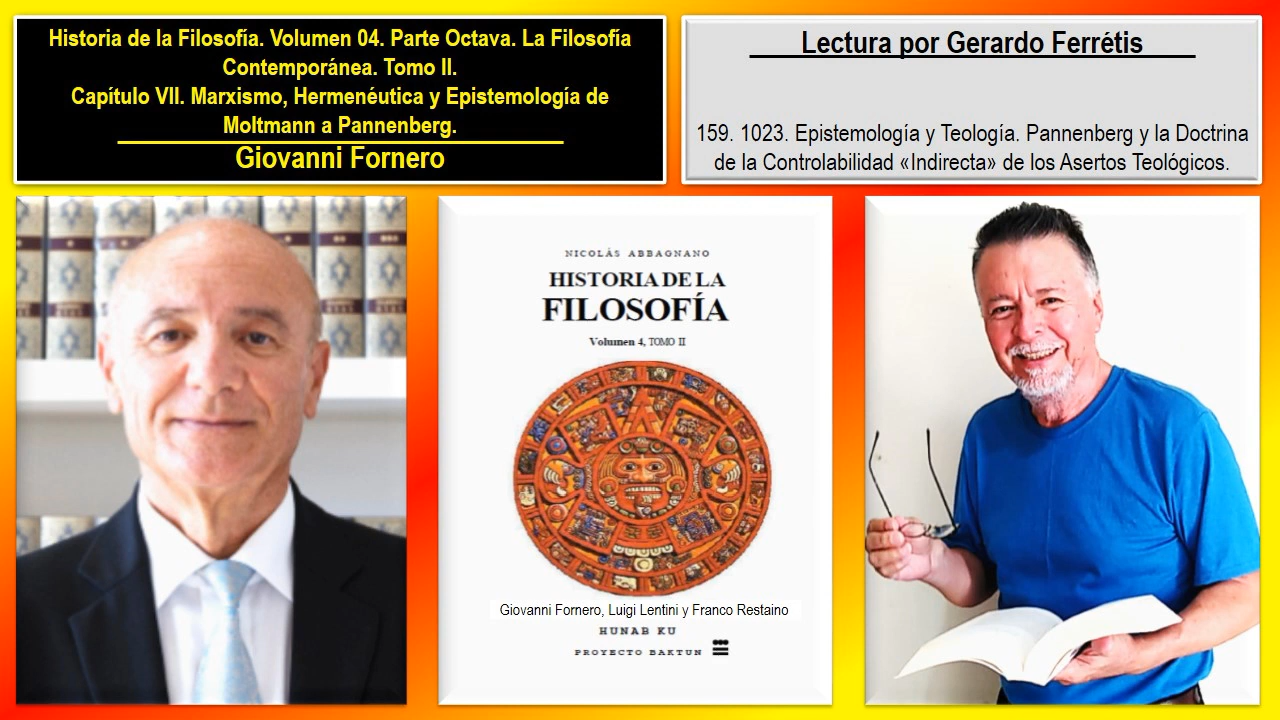 Historia de la Filosofía. Volumen 04. Parte Octava. La Filosofía
Contemporánea. Tomo II.
Capítulo VII. Marxismo, Hermenéutica y Epistemología de
Moltmann a Pannenberg.
Giovanni Fornero
Lectura por Gerardo Ferrétis
159. 1023. Epistemología y Teología. Pannenberg y la Doctrina
de la Controlabilidad «Indirecta» de los Asertos Teológicos.
NICOLÁS ABBAGNANO
HISTORIA DE LA
FILOSOFÍA
Volumen 4, TOMO II
Giovanni Fornero, Luigi Lentini y Franco Restaino
HUNAB KU
PROYECTO BAKTUN